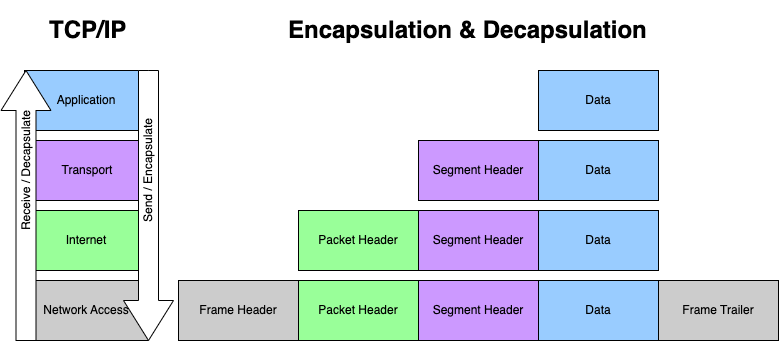 TCP/IP
Encapsulation & Decapsulation
Receive / Decapsulate
Send / Encapsulate
Application
Data
Transport
Segment Header
Data
Internet
Packet Header
Segment Header
Data
Network Access
Frame Header
Packet Header
Segment Header
Data
Frame Trailer